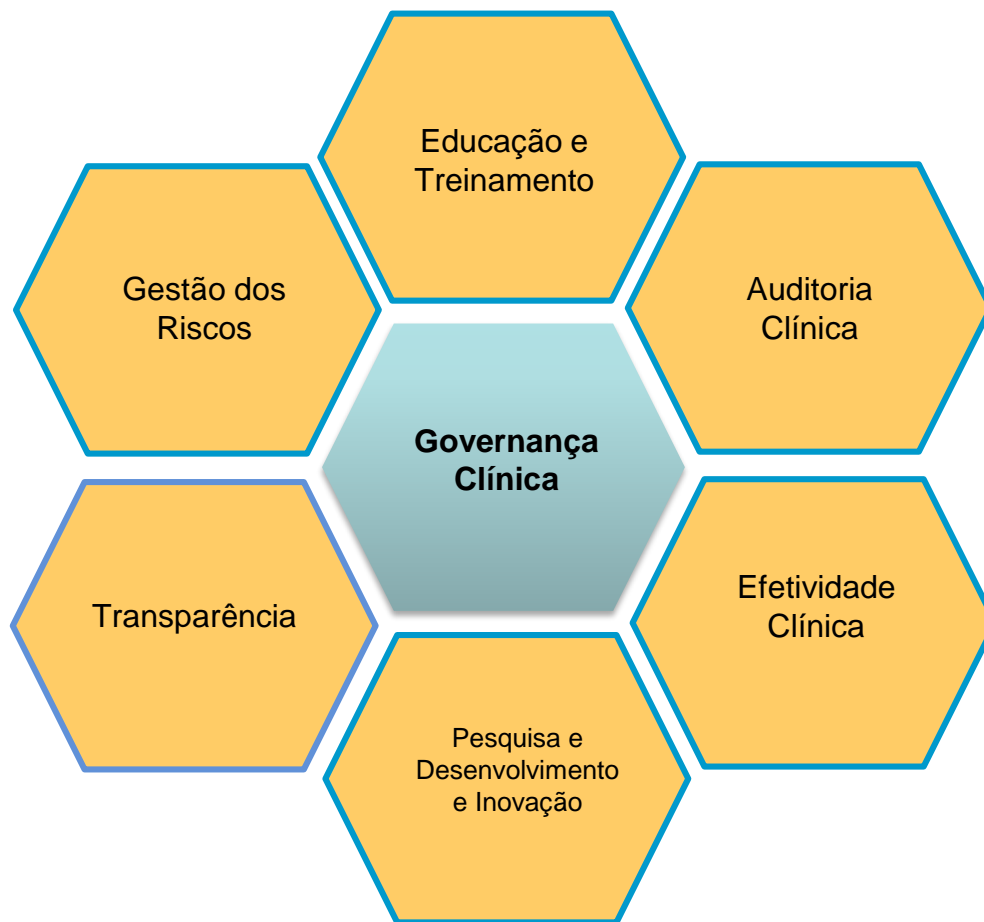 Educação e
Treinamento
Gestão dos
Riscos
Auditoria
Clínica
Governança
Clínica
Transparência
Efetividade
Clínica
Pesquisa e
Desenvolvimento
e Inovação